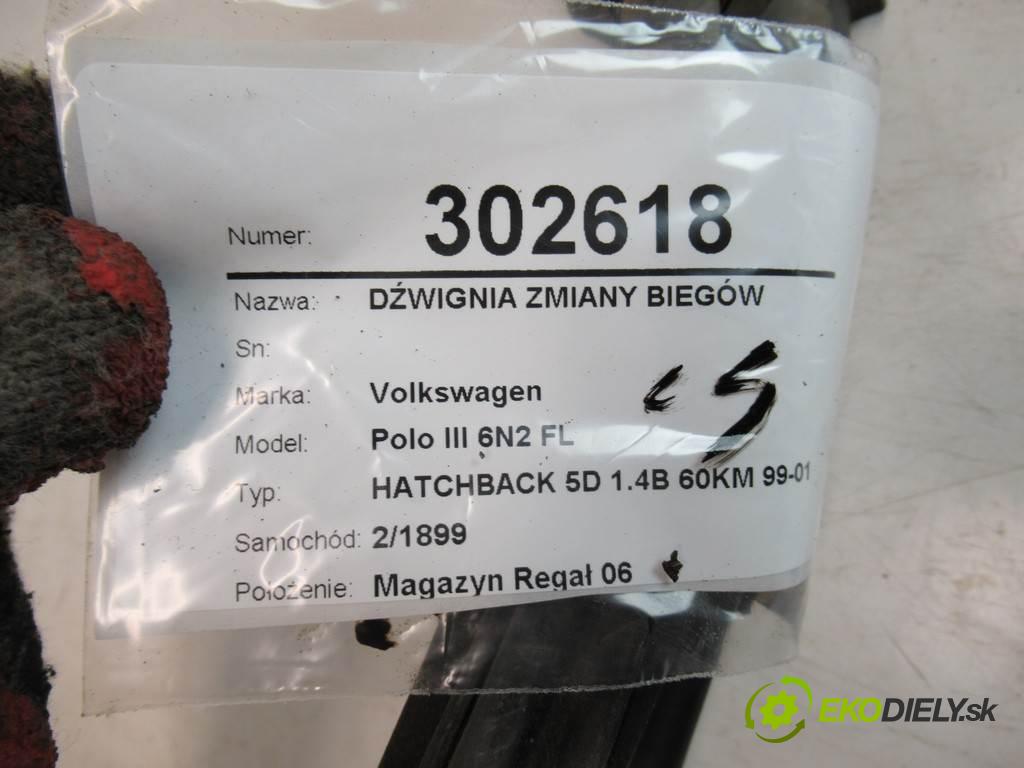 Numer: 302618
Nazwa: DŹWIGNIA ZMIANY BIEGÓW
Sn:
Marka: Volkswagen
Model: Polo III 6N2 FL
Typ: HATCHBACK 5D 1.4B 60KM 99-01
Samochód: 2/1899
Położenie: Magazyn Regał 06
EKODIELY.sk